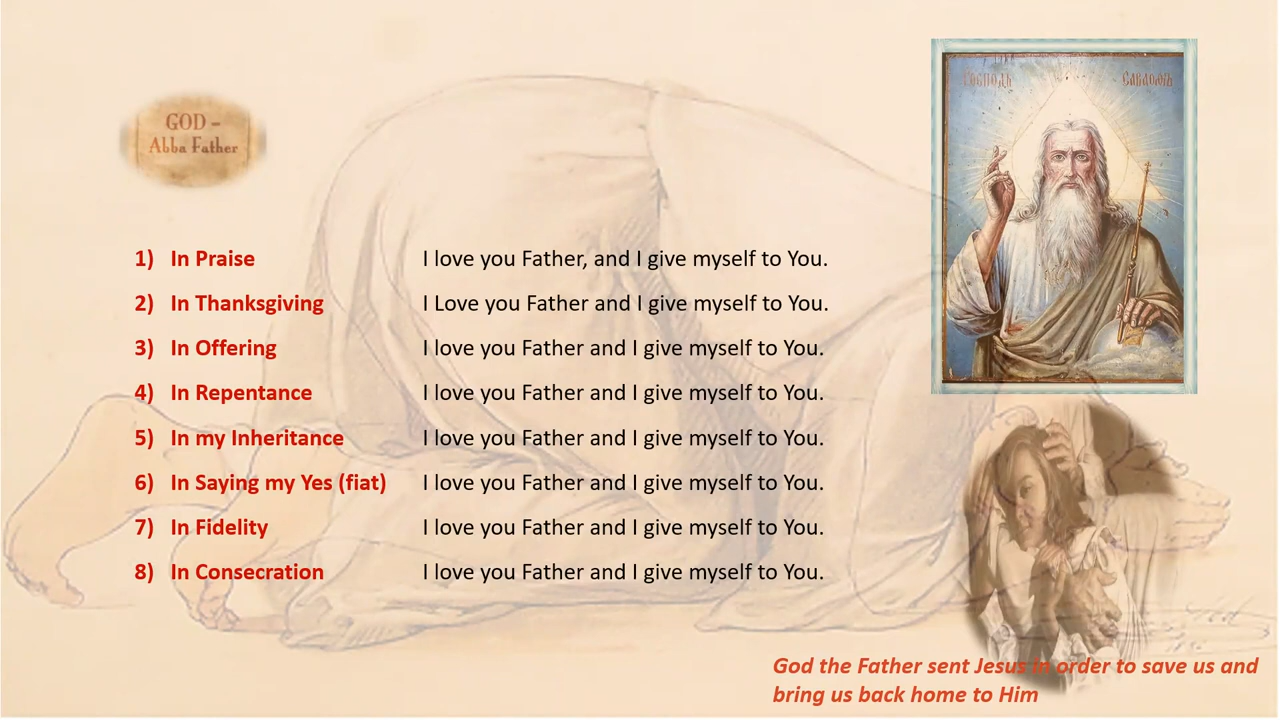 GOD –
Abba Father
ГОСПОДЬ САВАОѲЪ
1) In Praise I love you Father, and I give myself to You.
2) In Thanksgiving I Love you Father and I give myself to You.
3) In Offering I love you Father and I give myself to You.
4) In Repentance I love you Father and I give myself to You.
5) In my Inheritance I love you Father and I give myself to You.
6) In Saying my Yes (fiat) I love you Father and I give myself to You.
7) In Fidelity I love you Father and I give myself to You.
8) In Consecration I love you Father and I give myself to You.
God the Father sent Jesus in order to save us and
bring us back home to Him